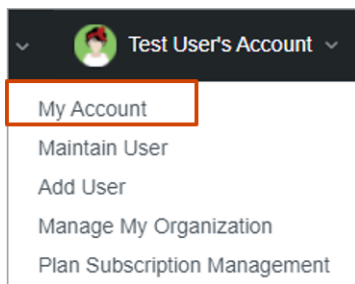 Test User's Account
My Account
Maintain User
Add User
Manage My Organization
Plan Subscription Management